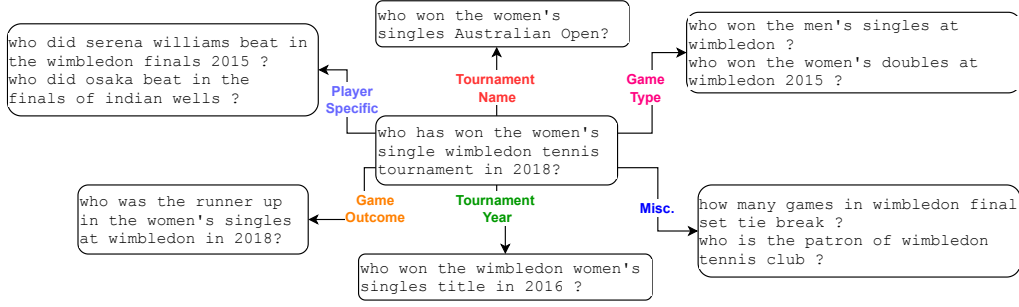 who won the women's
singles Australian Open?
who did serena williams beat in
the wimbledon finals 2015 ?
who did osaka beat in the
finals of indian wells ?
who won the men's singles at
wimbledon ?
who won the women's doubles at
wimbledon 2015 ?
Player
Specific
Tournament
Name
Game
Type
who has won the women's
single wimbledon tennis
tournament in 2018?
who was the runner up
in the women's singles
at wimbledon in 2018?
Game
Outcome
Tournament
Year
Misc.
how many games in wimbledon final
set tie break ?
who is the patron of wimbledon
tennis club ?
who won the wimbledon women's
singles title in 2016 ?